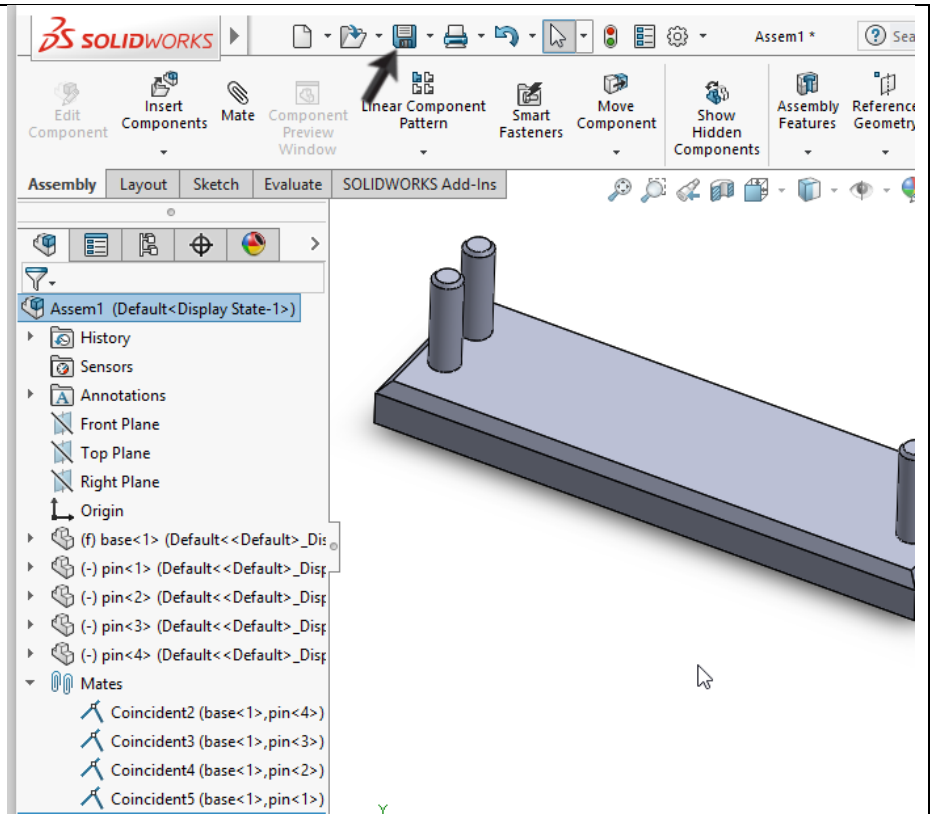 SOLIDWORKS
Assem1 *
? Sea
Edit Component
Insert Components
Mate
Component Preview Window
Linear Component Pattern
Smart Fasteners
Move Component
Show Hidden Components
Assembly Features
Reference Geometry
Assembly Layout Sketch Evaluate SOLIDWORKS Add-Ins
Assem1 (Default<Display State-1>)
History
Sensors
A Annotations
Front Plane
Top Plane
Right Plane
Origin
(f) base<1> (Default<<Default>_Dis
(-) pin<1> (Default<<Default>_Disp
(-) pin<2> (Default<<Default>_Disp
(-) pin<3> (Default<<Default>_Disp
(-) pin<4> (Default<<Default>_Disp
Mates
Coincident2 (base<1>,pin<4>)
Coincident3 (base<1>,pin<3>)
Coincident4 (base<1>,pin<2>)
Coincident5 (base<1>,pin<1>)
Y